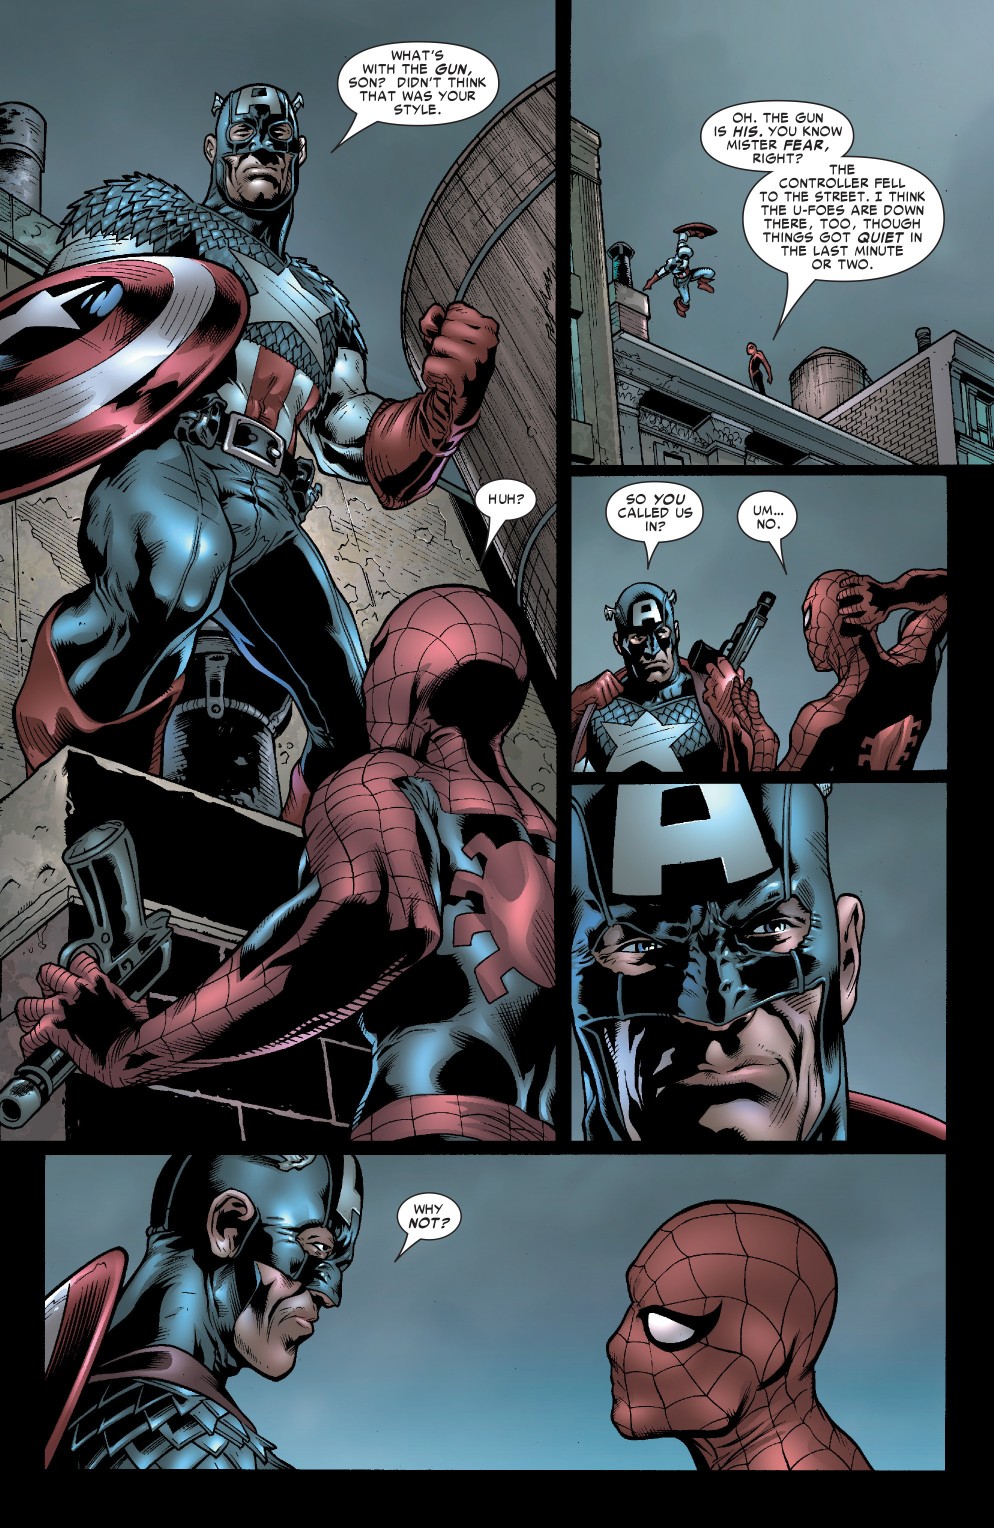 WHAT'S
WITH THE GUN,
SON? DIDN'T THINK
THAT WAS YOUR
STYLE.
HUH?
OH. THE GUN
IS HIS. YOU KNOW
MISTER FEAR,
RIGHT?
THE
CONTROLLER FELL
TO THE STREET. I THINK
THE U-FOES ARE DOWN
THERE, TOO, THOUGH
THINGS GOT QUIET IN
THE LAST MINUTE
OR TWO.
SO YOU
CALLED US
IN?
UM...
NO.
A
A
WHY
NOT?